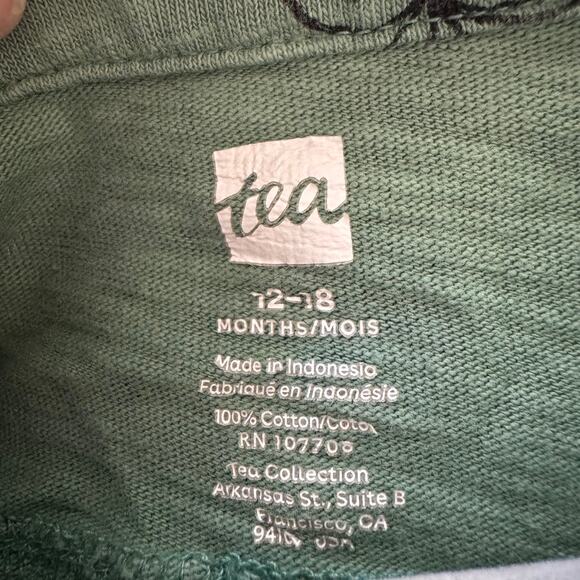 tea
12-18
MONTHS/MOIS
Made in Indonesia
Fabriqué en Indonésie
100% Cotton/Coton
RN 107708
Tea Collection
Arkansas St., Suite B
Francisco, CA
USA